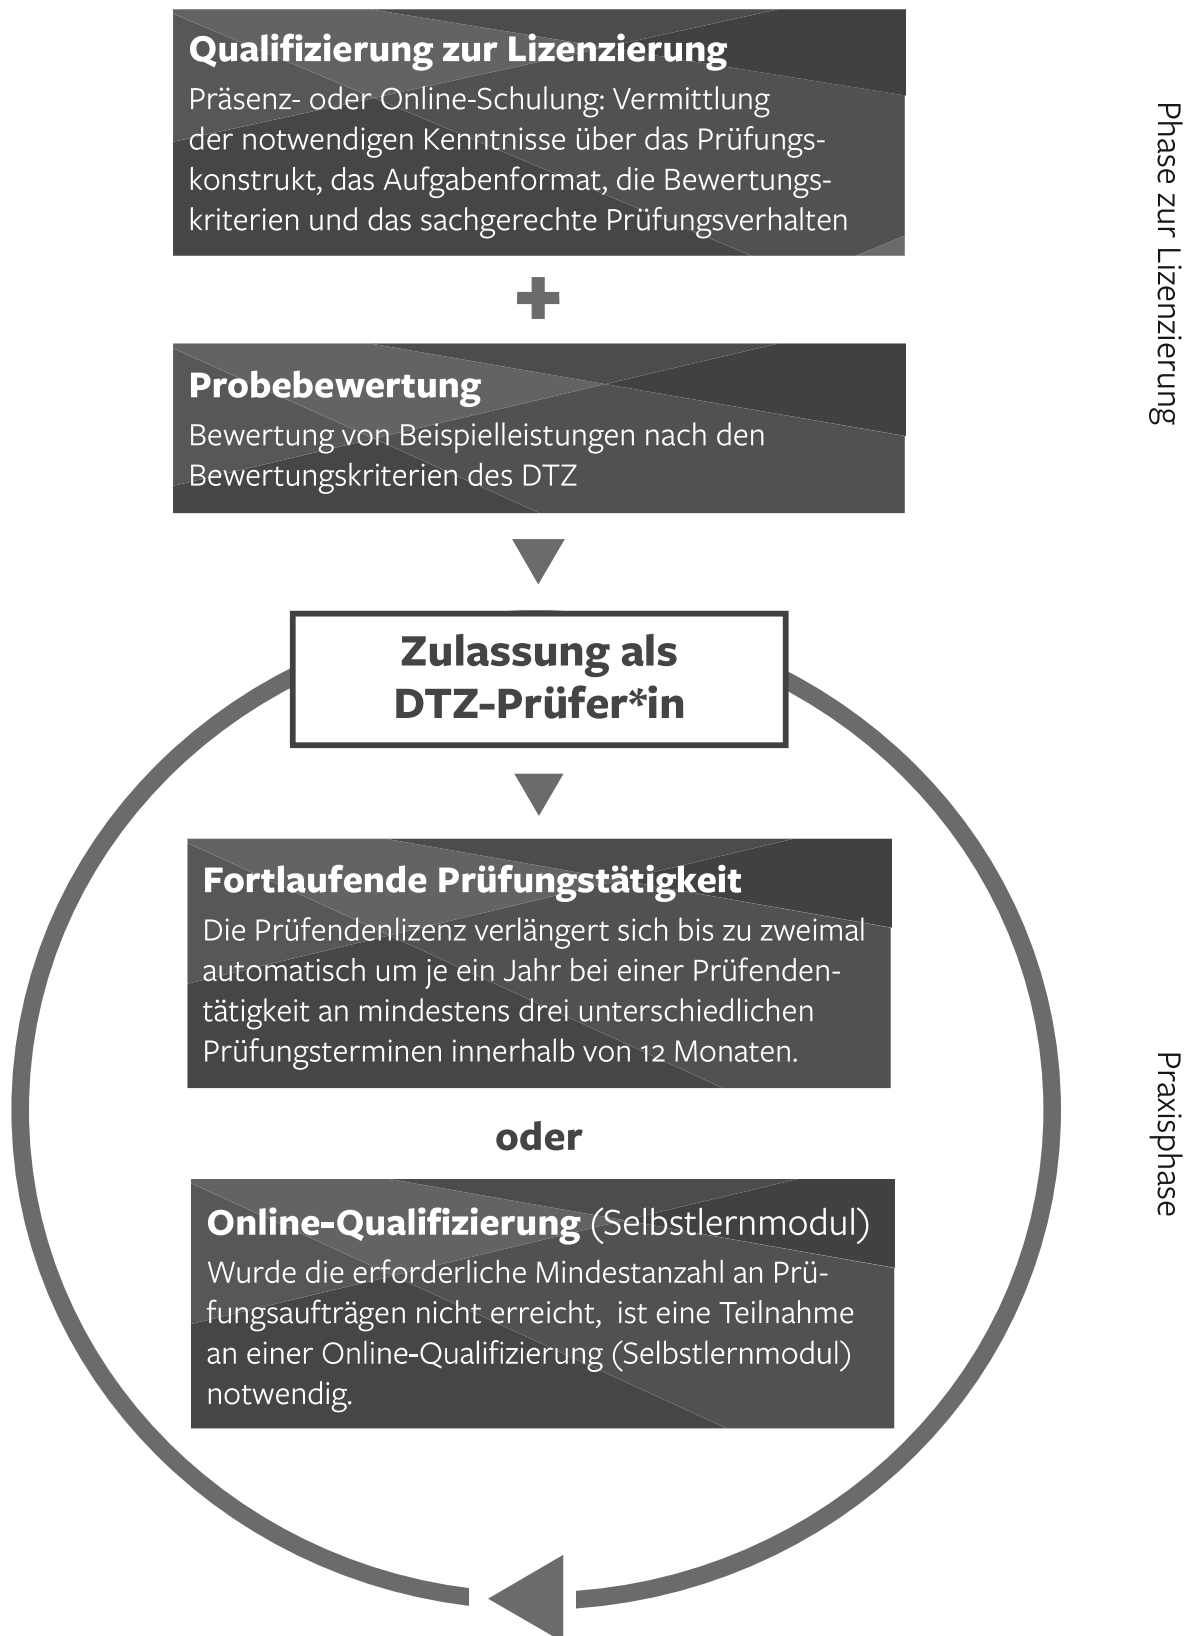 Qualifizierung zur Lizenzierung
Präsenz- oder Online-Schulung: Vermittlung
der notwendigen Kenntnisse über das Prüfungs-
konstrukt, das Aufgabenformat, die Bewertungs-
kriterien und das sachgerechte Prüfungsverhalten
Probebewertung
Bewertung von Beispielleistungen nach den
Bewertungskriterien des DTZ
Phase zur Lizenzierung
Zulassung als
DTZ-Prüfer*in
Fortlaufende Prüfungstätigkeit
Die Prüfendenlizenz verlängert sich bis zu zweimal
automatisch um je ein Jahr bei einer Prüfenden-
tätigkeit an mindestens drei unterschiedlichen
Prüfungsterminen innerhalb von 12 Monaten.
oder
Online-Qualifizierung (Selbstlernmodul)
Wurde die erforderliche Mindestanzahl an Prü-
fungsaufträgen nicht erreicht, ist eine Teilnahme
an einer Online-Qualifizierung (Selbstlernmodul)
notwendig.
Praxisphase